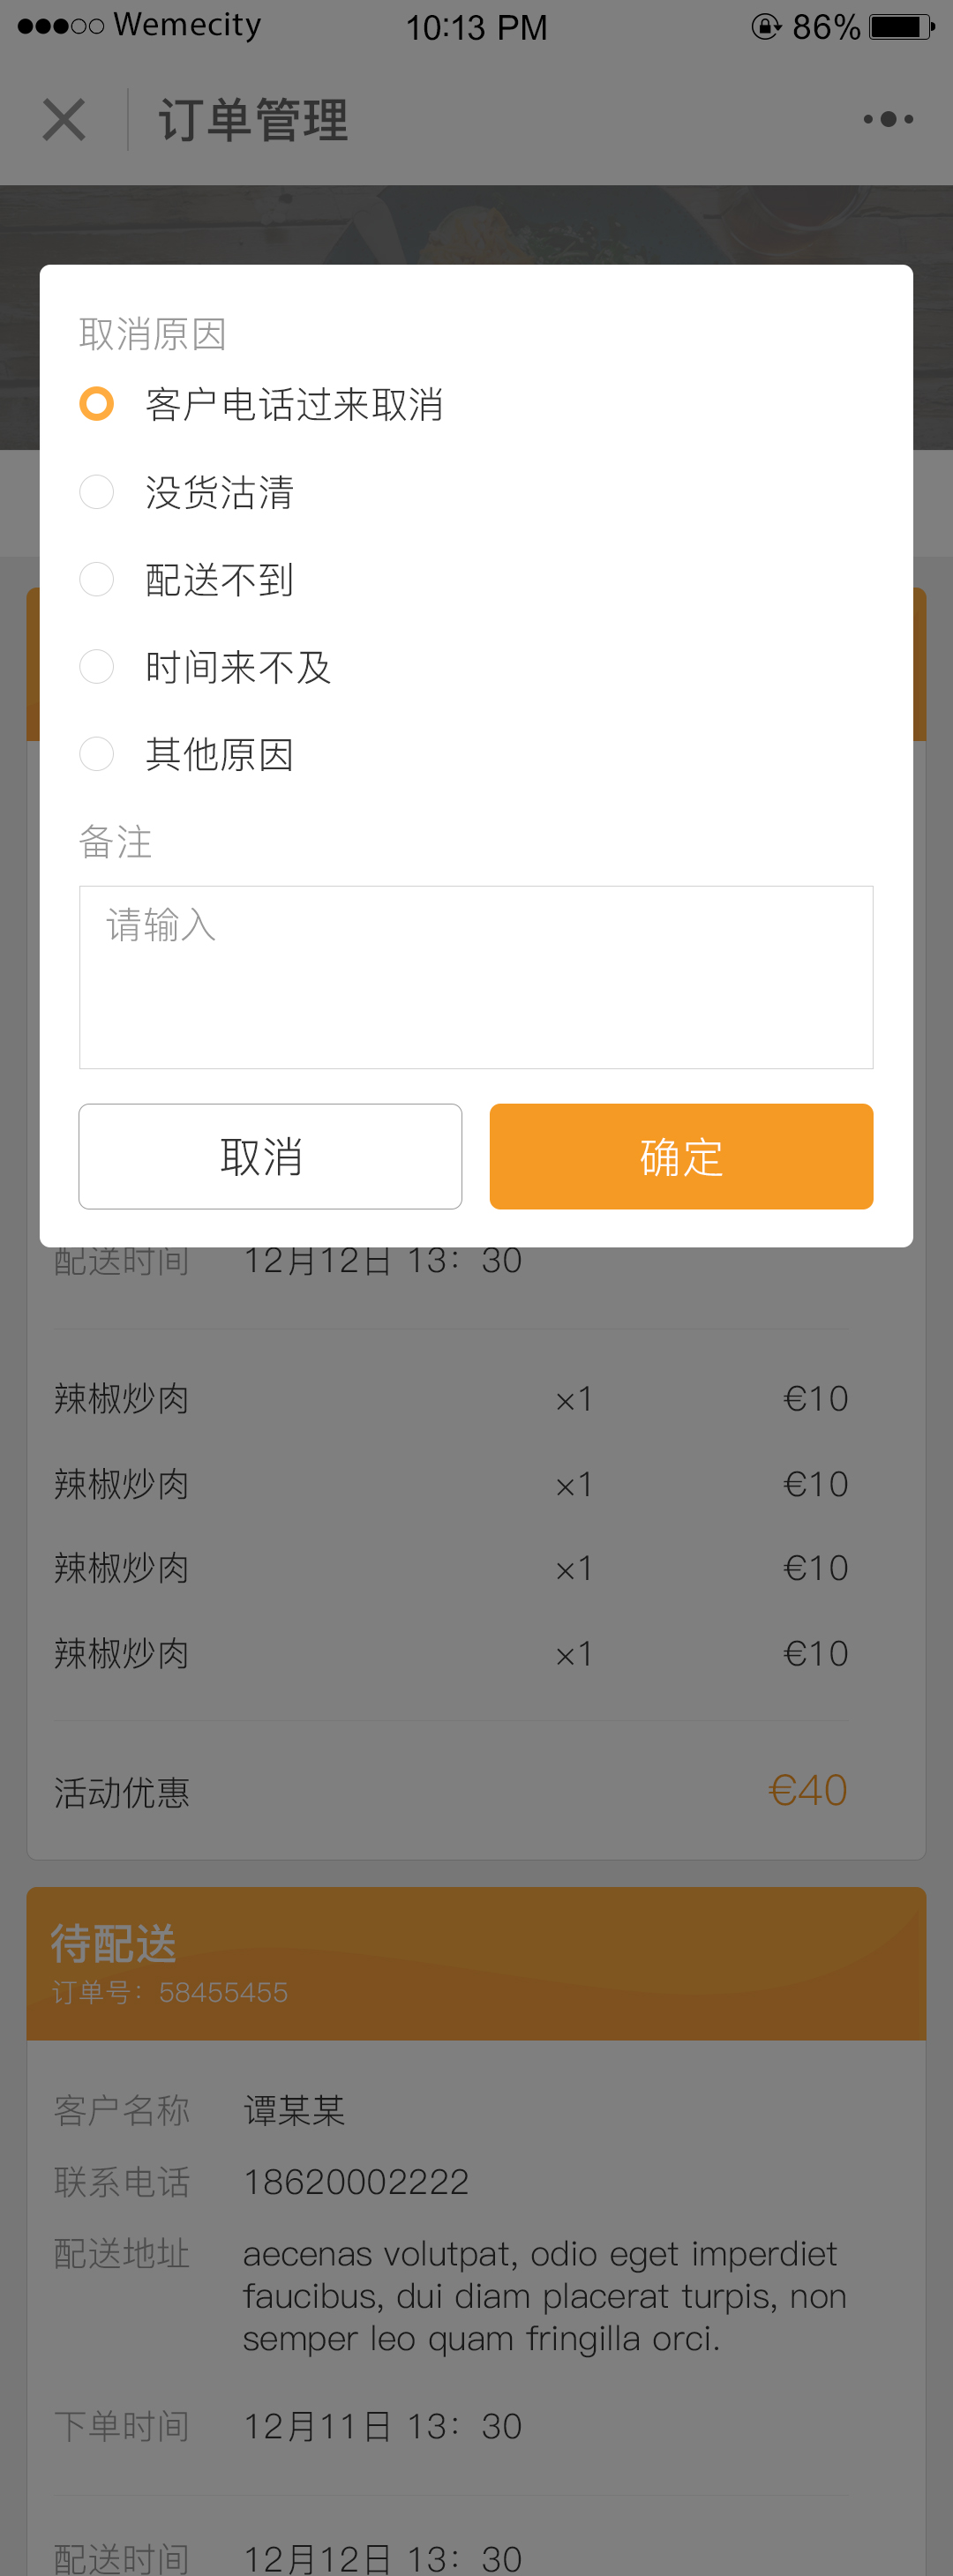 Wemecity 10:13 PM 86%
订单管理
取消原因
客户电话过来取消
没货沽清
配送不到
时间来不及
其他原因
备注
请输入
取消 确定
配送时间 12月12日 13：30
辣椒炒肉 ×1 €10
辣椒炒肉 ×1 €10
辣椒炒肉 ×1 €10
辣椒炒肉 ×1 €10
活动优惠 €40
待配送
订单号：58455455
客户名称 谭某某
联系电话 18620002222
配送地址 aecenas volutpat, odio eget imperdiet
faucibus, dui diam placerat turpis, non
semper leo quam fringilla orci.
下单时间 12月11日 13：30
配送时间 12月12日 13：30